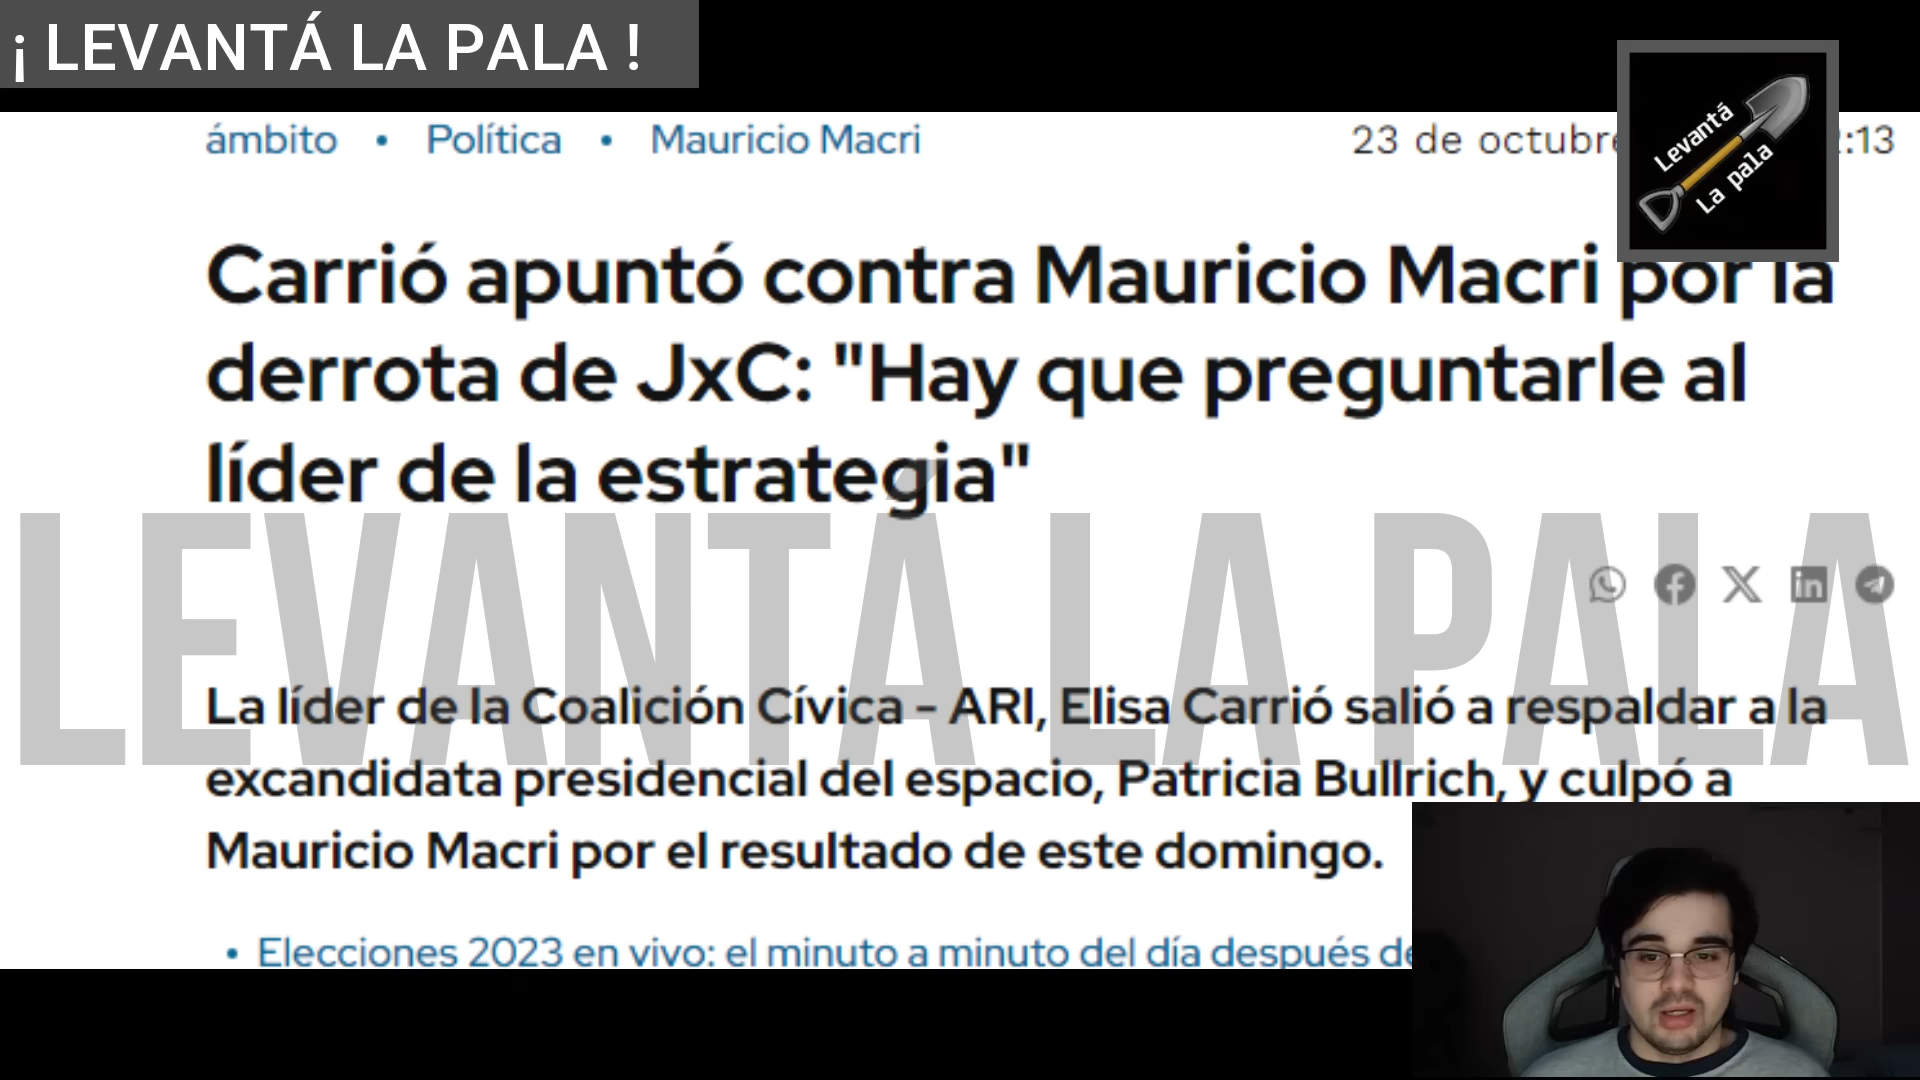 ¡ LEVANTÁ LA PALA !
ámbito • Política • Mauricio Macri
23 de octubre :13
Levantá
La pala
Carrió apuntó contra Mauricio Macri por la
derrota de JxC: "Hay que preguntarle al
líder de la estrategia"
LEVANTÁ LA PALA
La líder de la Coalición Cívica - ARI, Elisa Carrió salió a respaldar a la
excandidata presidencial del espacio, Patricia Bullrich, y culpó a
Mauricio Macri por el resultado de este domingo.
• Elecciones 2023 en vivo: el minuto a minuto del día después de